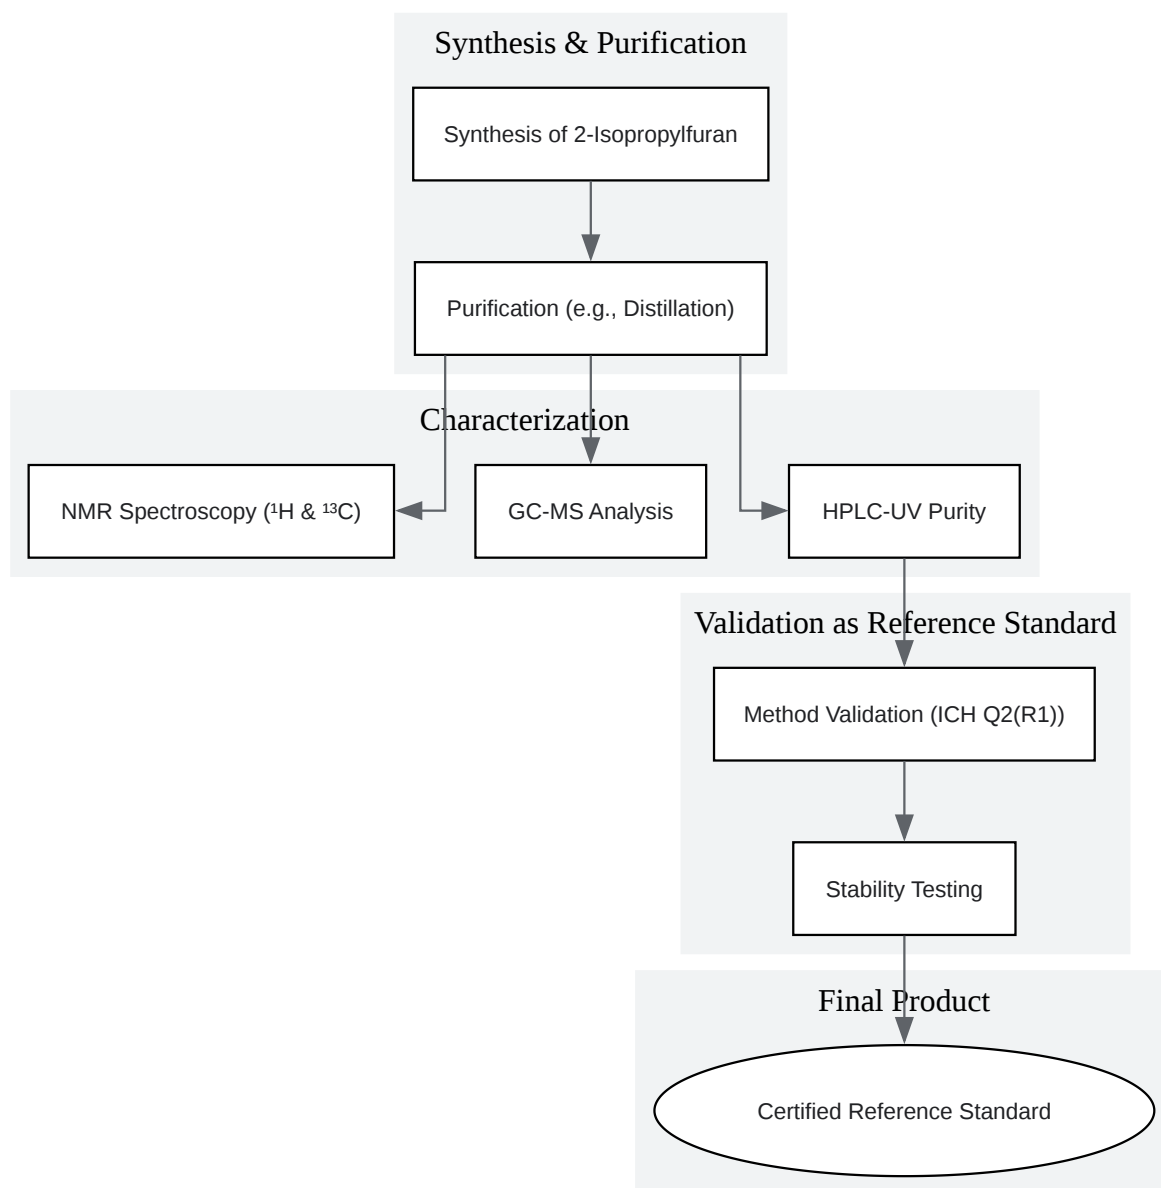 Synthesis & Purification
Synthesis of 2-Isopropylfuran
Purification (e.g., Distillation)
Characterization
NMR Spectroscopy (¹H & ¹³C)
GC-MS Analysis
HPLC-UV Purity
Validation as Reference Standard
Method Validation (ICH Q2(R1))
Stability Testing
Final Product
Certified Reference Standard